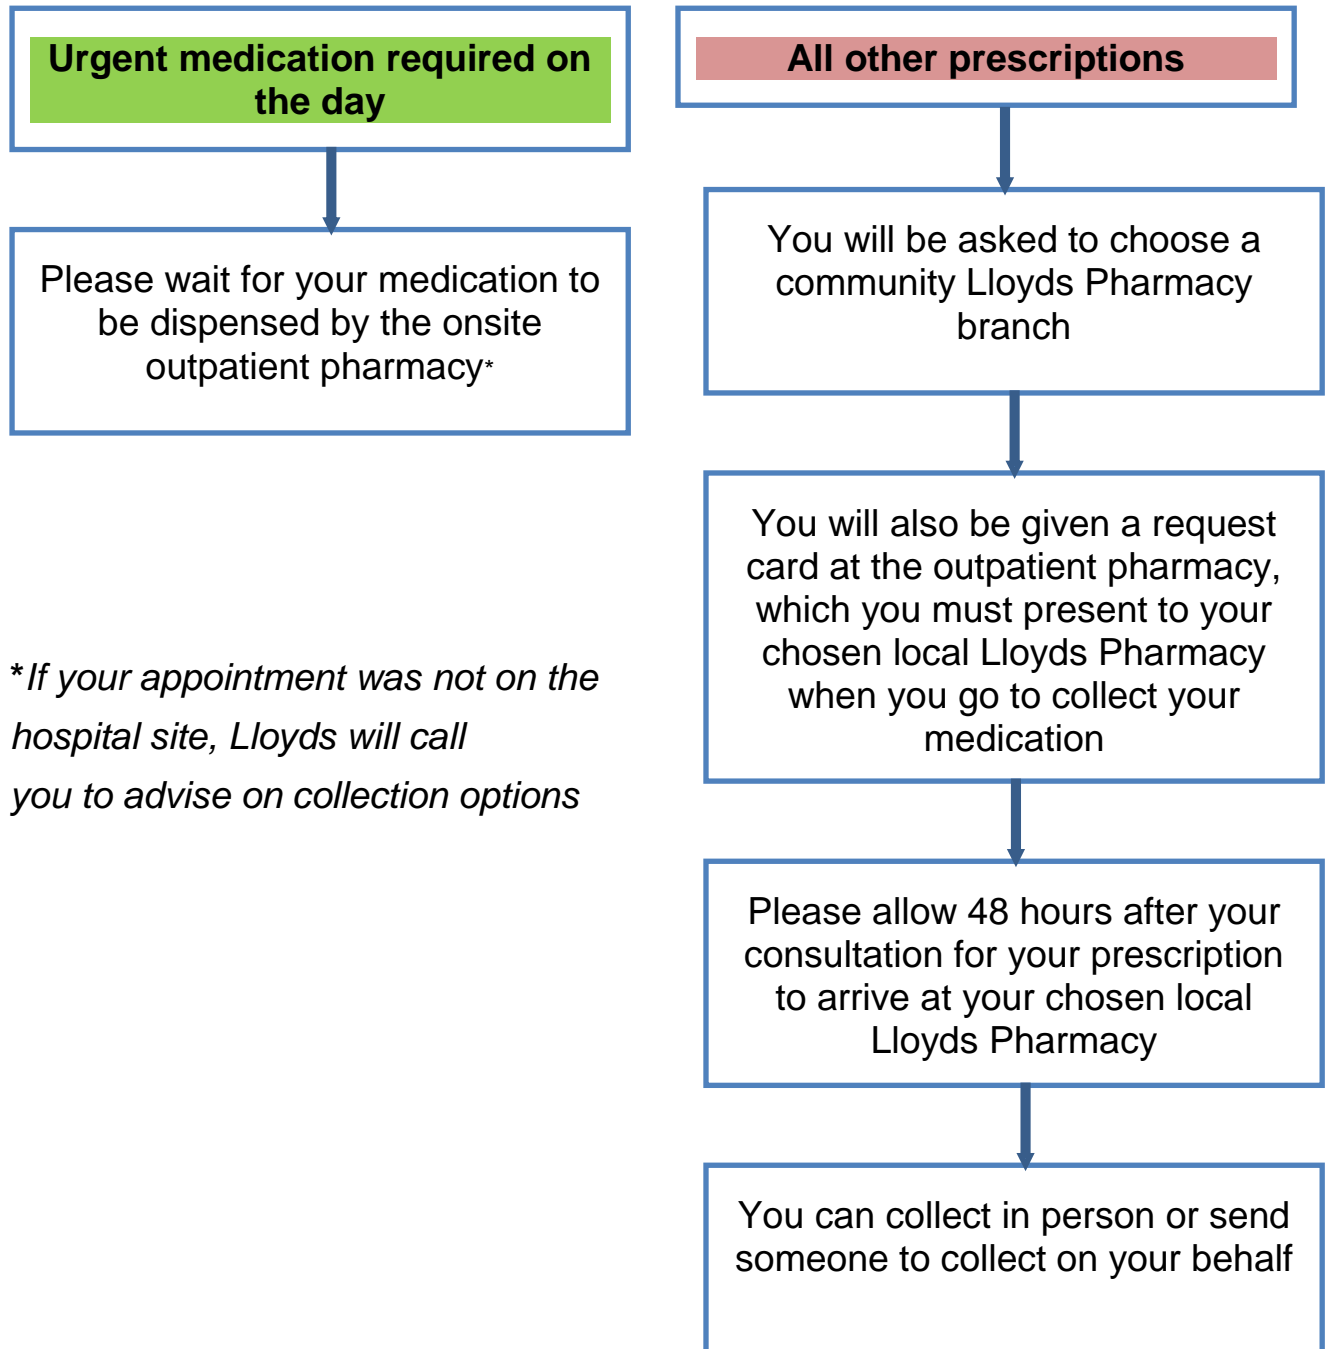 Urgent medication required on
the day
Please wait for your medication to
be dispensed by the onsite
outpatient pharmacy*
*If your appointment was not on the
hospital site, Lloyds will call
you to advise on collection options
All other prescriptions
You will be asked to choose a
community Lloyds Pharmacy
branch
You will also be given a request
card at the outpatient pharmacy,
which you must present to your
chosen local Lloyds Pharmacy
when you go to collect your
medication
Please allow 48 hours after your
consultation for your prescription
to arrive at your chosen local
Lloyds Pharmacy
You can collect in person or send
someone to collect on your behalf